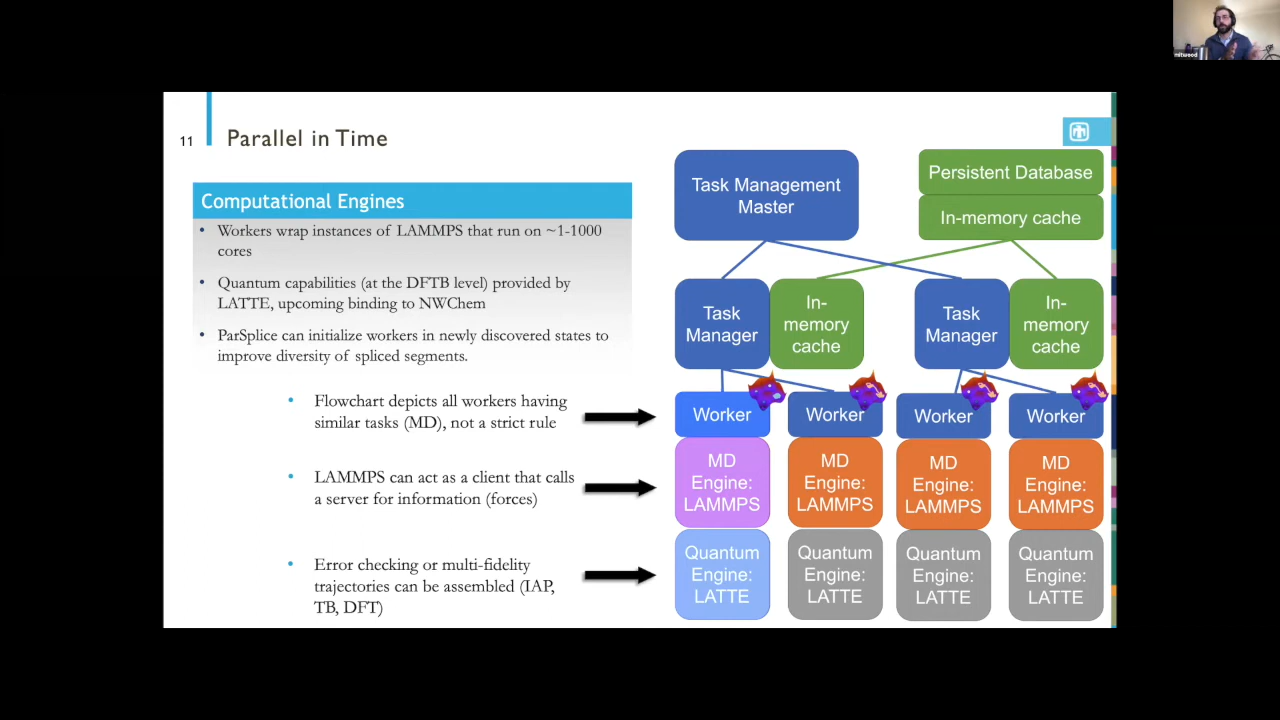 mitwood
11
Parallel in Time
Computational Engines
• Workers wrap instances of LAMMPS that run on ~1-1000
cores
• Quantum capabilities (at the DFTB level) provided by
LATTE, upcoming binding to NWChem
• ParSplice can initialize workers in newly discovered states to
improve diversity of spliced segments.
• Flowchart depicts all workers having
similar tasks (MD), not a strict rule
• LAMMPS can act as a client that calls
a server for information (forces)
• Error checking or multi-fidelity
trajectories can be assembled (IAP,
TB, DFT)
Task Management
Master
Persistent Database
In-memory cache
Task
Manager
In-
memory
cache
Task
Manager
In-
memory
cache
Worker
Worker
Worker
Worker
MD
Engine:
LAMMPS
MD
Engine:
LAMMPS
MD
Engine:
LAMMPS
MD
Engine:
LAMMPS
Quantum
Engine:
LATTE
Quantum
Engine:
LATTE
Quantum
Engine:
LATTE
Quantum
Engine:
LATTE